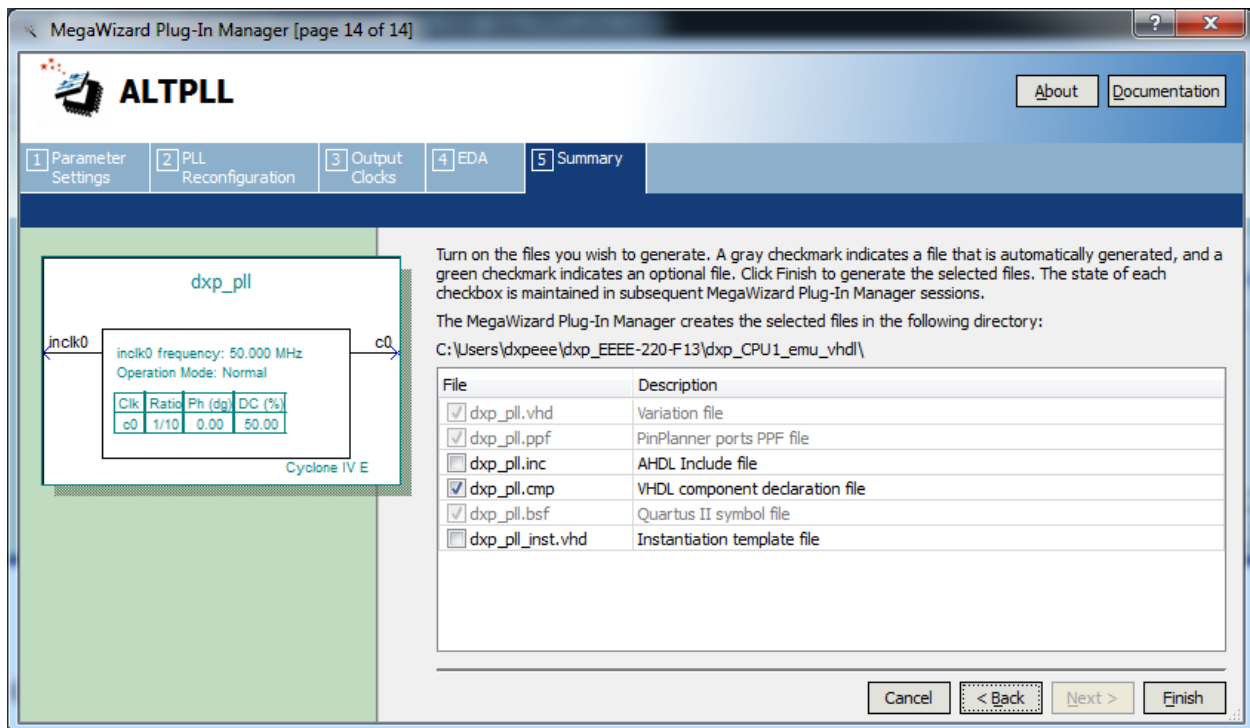 MegaWizard Plug-In Manager [page 14 of 14]
?
X
ALTPLL
About
Documentation
1 Parameter
Settings
2 PLL
Reconfiguration
3 Output
Clocks
4 EDA
5 Summary
dxp_pll
inclk0
c0
inclk0 frequency: 50.000 MHz
Operation Mode: Normal
Clk Ratio Ph (dg) DC (%)
c0 1/10 0.00 50.00
Cyclone IV E
Turn on the files you wish to generate. A gray checkmark indicates a file that is automatically generated, and a
green checkmark indicates an optional file. Click Finish to generate the selected files. The state of each
checkbox is maintained in subsequent MegaWizard Plug-In Manager sessions.
The MegaWizard Plug-In Manager creates the selected files in the following directory:
C:\Users\dxpeee\dxp_EEEE-220-F13\dxp_CPU1_emu_vhdl\
File Description
dxp_pll.vhd Variation file
dxp_pll.ppf PinPlanner ports PPF file
dxp_pll.inc AHDL Include file
dxp_pll.cmp VHDL component declaration file
dxp_pll.bsf Quartus II symbol file
dxp_pll_inst.vhd Instantiation template file
Cancel
< Back
Next >
Finish